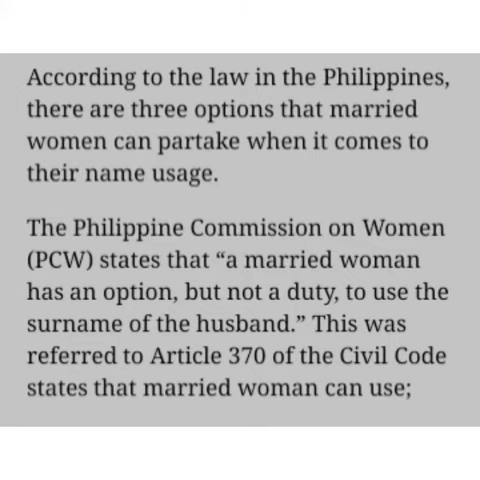 According to the law in the Philippines,
there are three options that married
women can partake when it comes to
their name usage.
The Philippine Commission on Women
(PCW) states that “a married woman
has an option, but not a duty, to use the
surname of the husband.” This was
referred to Article 370 of the Civil Code
states that married woman can use;